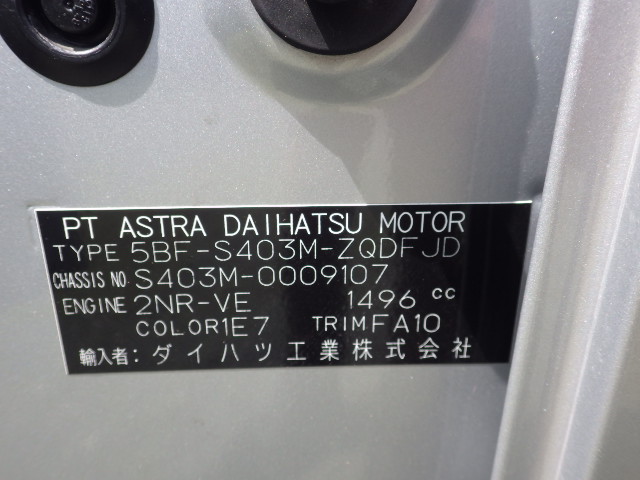 PT ASTRA DAIHATSU MOTOR
TYPE 5BF-S403M-ZQDFJD
CHASSIS NO. S403M-0009107
ENGINE 2NR-VE 1496 cc
COLOR 1E7 TRIM FA10
輸入者: ダイハツ工業株式会社